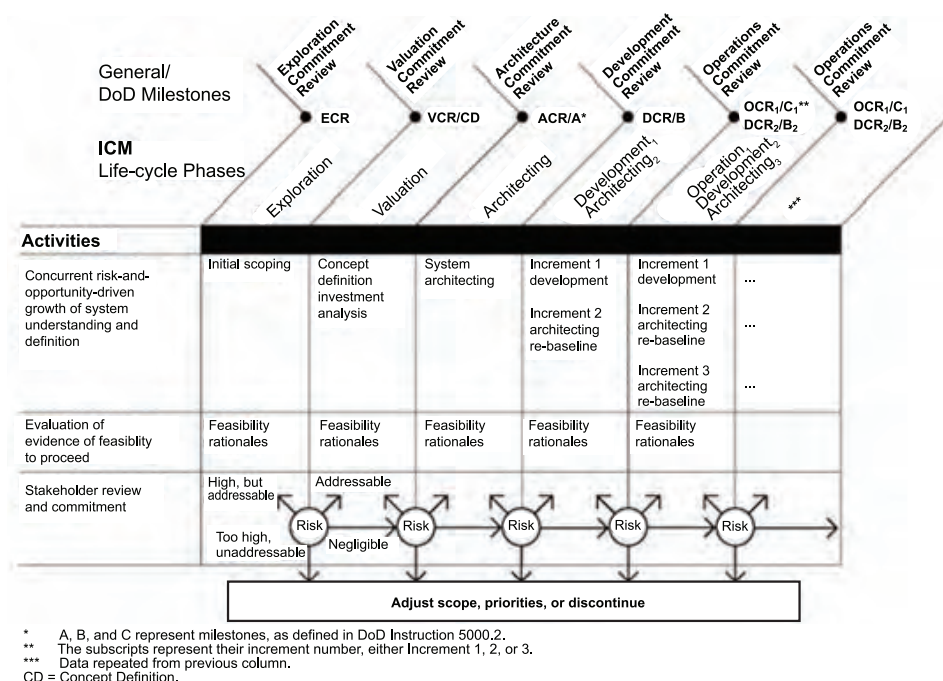 General/
DoD Milestones
Exploration
Commitment
Review
Valuation
Commitment
Review
Architecture
Commitment
Review
Development
Commitment
Review
Operations
Commitment
Review
Operations
Commitment
Review
ECR
VCR/CD
ACR/A*
DCR/B
OCR₁/C₁**
DCR₂/B₂
OCR₁/C₁
DCR₂/B₂
ICM
Life-cycle Phases
Exploration
Valuation
Architecting
Development₁
Architecting₂
Operation₁
Development₂
Architecting₃
***
Activities
Concurrent risk-and-
opportunity-driven
growth of system
understanding and
definition
Initial scoping
Concept
definition
investment
analysis
System
architecting
Increment 1
development
Increment 2
architecting
re-baseline
Increment 1
development
Increment 2
architecting
re-baseline
Increment 3
architecting
re-baseline
...
...
...
Evaluation of
evidence of feasiblity
to proceed
Feasibility
rationales
Feasibility
rationales
Feasibility
rationales
Feasibility
rationales
Feasibility
rationales
Stakeholder review
and commitment
High, but
addressable
Addressable
Too high,
unaddressable
Negligible
Risk
Risk
Risk
Risk
Risk
Adjust scope, priorities, or discontinue
* A, B, and C represent milestones, as defined in DoD Instruction 5000.2.
** The subscripts represent their increment number, either Increment 1, 2, or 3.
*** Data repeated from previous column.
CD = Concept Definition.